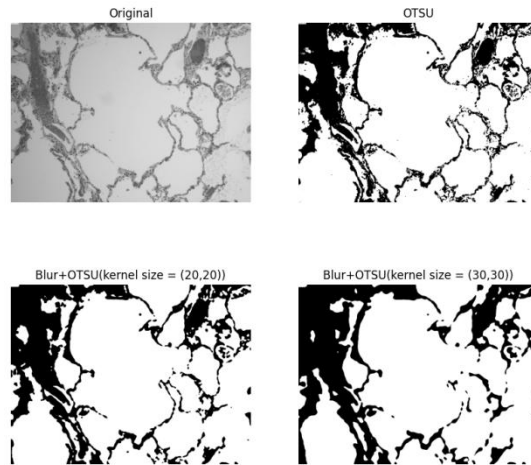 Original
OTSU
Blur+OTSU(kernel size = (20,20))
Blur+OTSU(kernel size = (30,30))